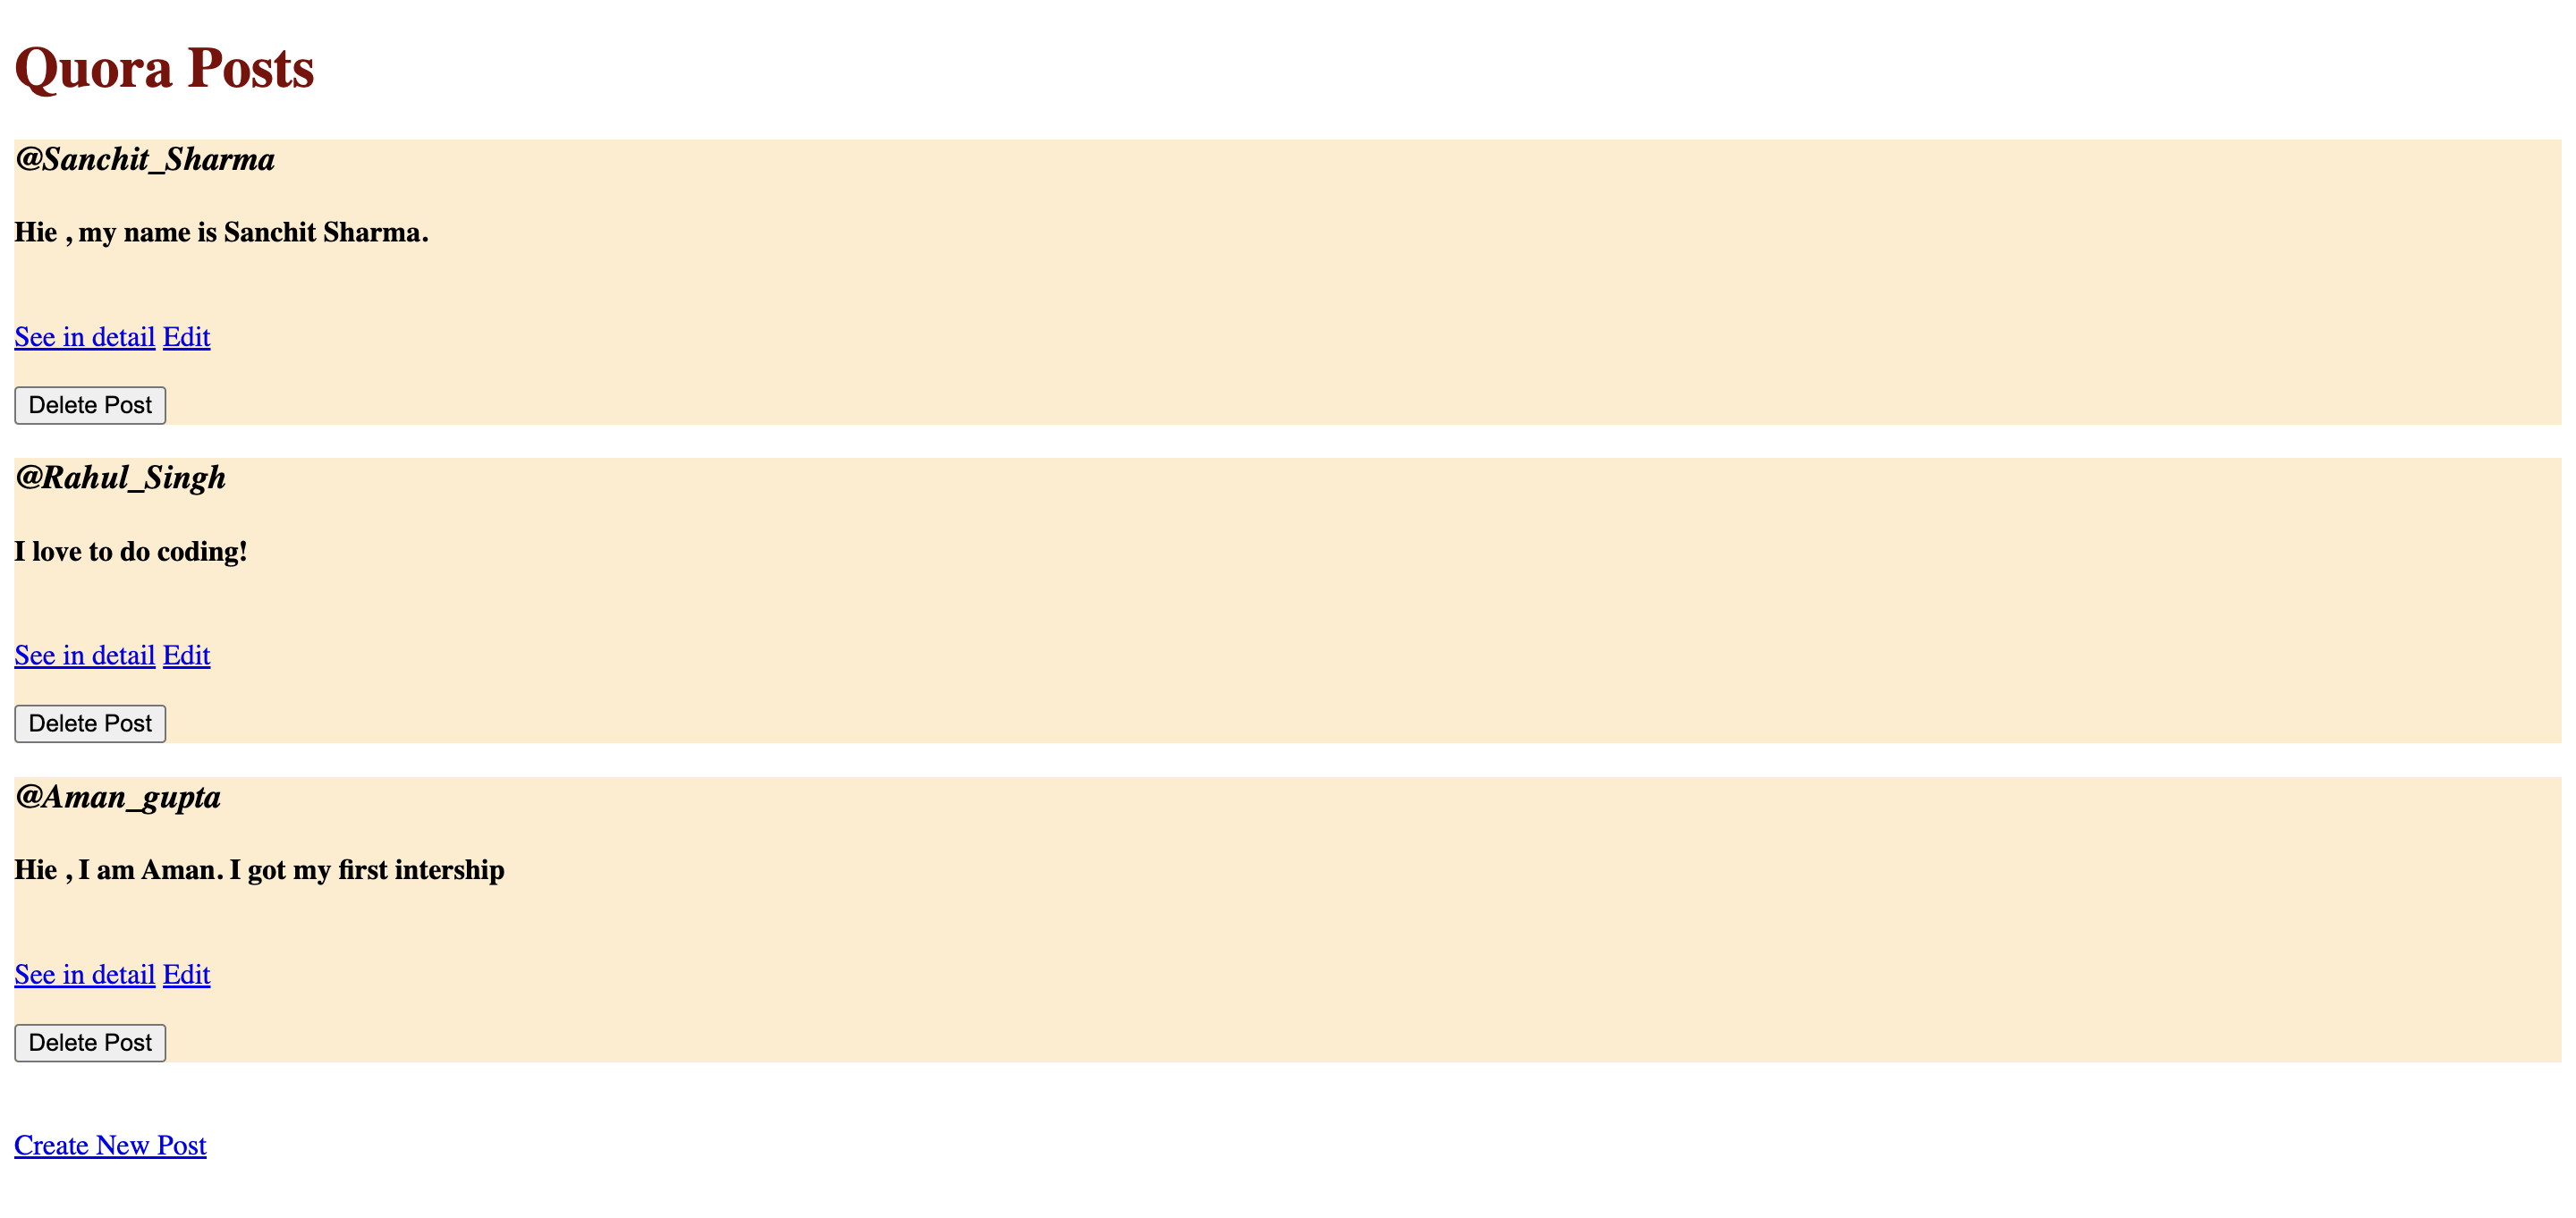 Quora Posts
@Sanchit_Sharma
Hie , my name is Sanchit Sharma.
See in detail Edit
Delete Post
@Rahul_Singh
I love to do coding!
See in detail Edit
Delete Post
@Aman_gupta
Hie , I am Aman. I got my first intership
See in detail Edit
Delete Post
Create New Post